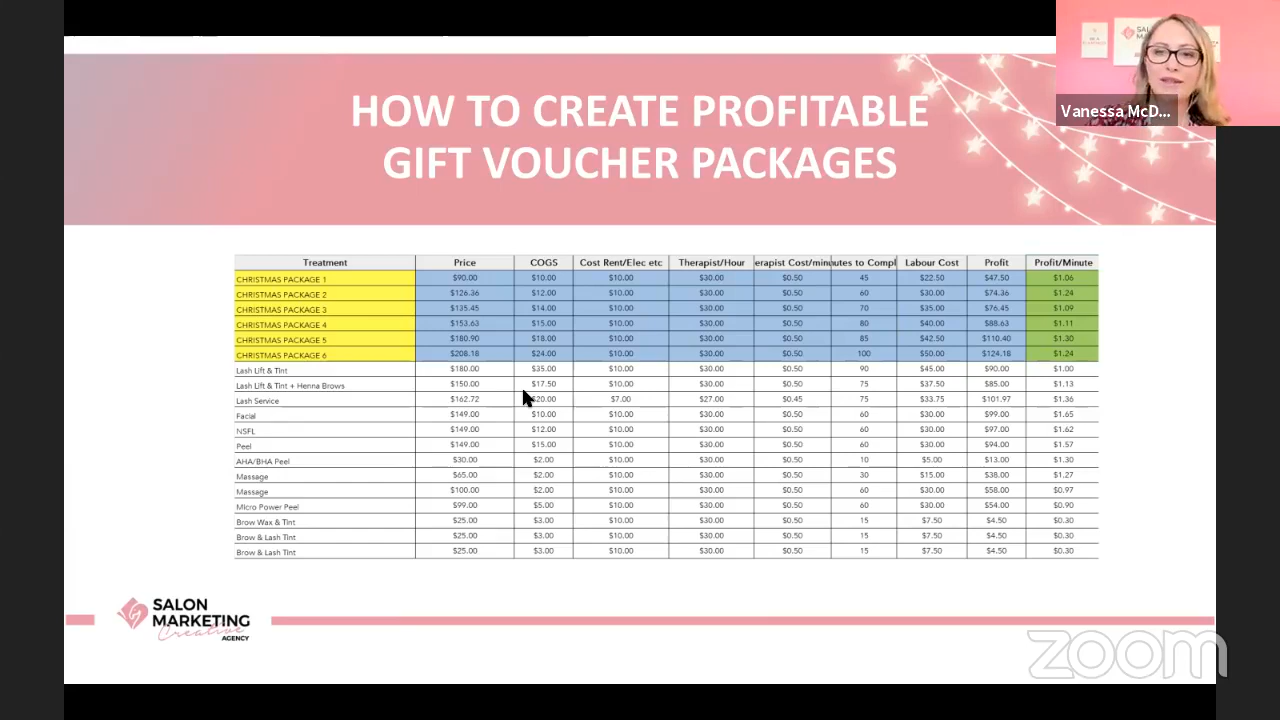 Vanessa McD...
HOW TO CREATE PROFITABLE
GIFT VOUCHER PACKAGES
Treatment Price COGS Cost Rent/Elec etc Therapist/Hour erapist Cost/minu utes to Compl Labour Cost Profit Profit/Minute
CHRISTMAS PACKAGE 1 $90.00 $10.00 $10.00 $30.00 $0.50 45 $22.50 $47.50 $1.06
CHRISTMAS PACKAGE 2 $126.36 $12.00 $10.00 $30.00 $0.50 60 $30.00 $74.36 $1.24
CHRISTMAS PACKAGE 3 $135.45 $14.00 $10.00 $30.00 $0.50 70 $35.00 $76.45 $1.09
CHRISTMAS PACKAGE 4 $153.63 $15.00 $10.00 $30.00 $0.50 80 $40.00 $88.63 $1.11
CHRISTMAS PACKAGE 5 $180.90 $18.00 $10.00 $30.00 $0.50 85 $42.50 $110.40 $1.30
CHRISTMAS PACKAGE 6 $208.18 $24.00 $10.00 $30.00 $0.50 100 $50.00 $124.18 $1.24
Lash Lift & Tint $180.00 $35.00 $10.00 $30.00 $0.50 90 $45.00 $90.00 $1.00
Lash Lift & Tint + Henna Brows $150.00 $17.50 $10.00 $30.00 $0.50 75 $37.50 $85.00 $1.13
Lash Service $162.72 $20.00 $7.00 $27.00 $0.45 75 $33.75 $101.97 $1.36
Facial $149.00 $10.00 $10.00 $30.00 $0.50 60 $30.00 $99.00 $1.65
NSFL $149.00 $12.00 $10.00 $30.00 $0.50 60 $30.00 $97.00 $1.62
Peel $149.00 $15.00 $10.00 $30.00 $0.50 60 $30.00 $94.00 $1.57
AHA/BHA Peel $30.00 $2.00 $10.00 $30.00 $0.50 10 $5.00 $13.00 $1.30
Massage $65.00 $2.00 $10.00 $30.00 $0.50 30 $15.00 $38.00 $1.27
Massage $100.00 $2.00 $10.00 $30.00 $0.50 60 $30.00 $58.00 $0.97
Micro Power Peel $99.00 $5.00 $10.00 $30.00 $0.50 60 $30.00 $54.00 $0.90
Brow Wax & Tint $25.00 $3.00 $10.00 $30.00 $0.50 15 $7.50 $4.50 $0.30
Brow & Lash Tint $25.00 $3.00 $10.00 $30.00 $0.50 15 $7.50 $4.50 $0.30
Brow & Lash Tint $25.00 $3.00 $10.00 $30.00 $0.50 15 $7.50 $4.50 $0.30
SALON
MARKETING
Creative
AGENCY
zoom